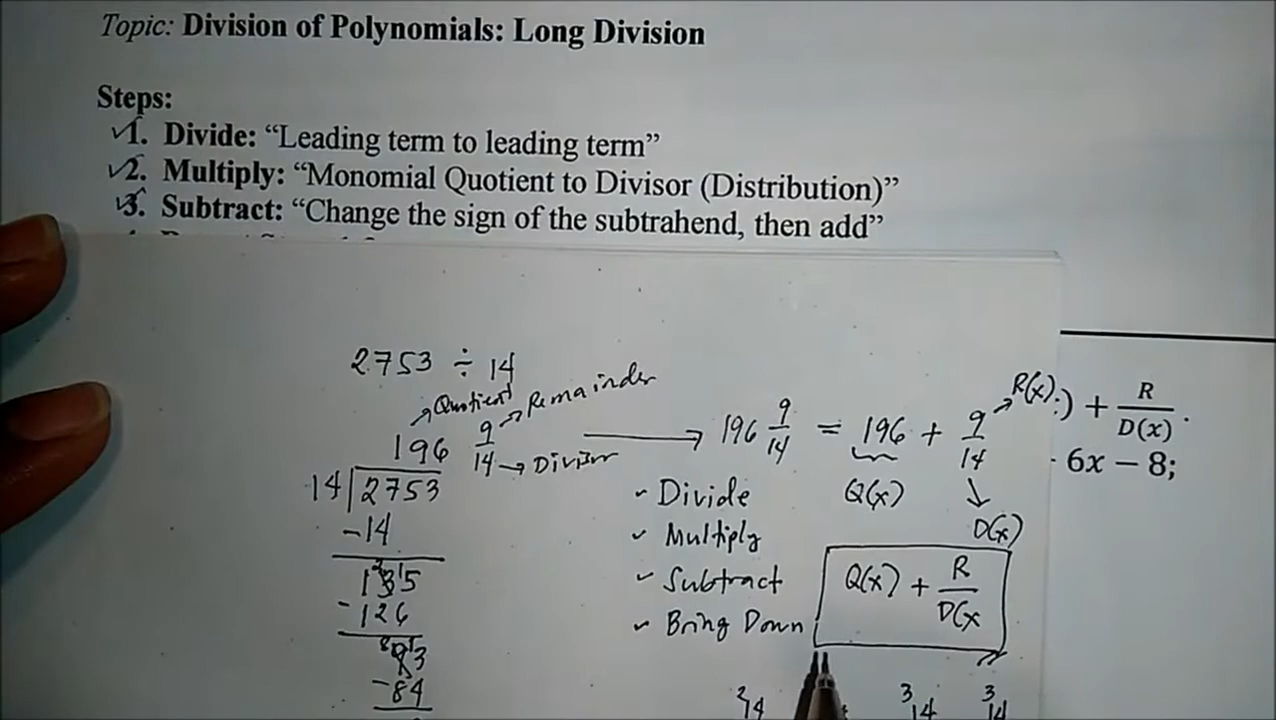 Topic: Division of Polynomials: Long Division
Steps:
1. Divide: “Leading term to leading term”
2. Multiply: “Monomial Quotient to Divisor (Distribution)”
3. Subtract: “Change the sign of the subtrahend, then add”
2753 ÷ 14
Quotient
Remainder
196 9/14 Divisor
14 2753
-14
135
-126
93
-84
196 9/14 = 196 + 9/14
R(x)
Q(x)
D(x)
- Divide
Multiply
Subtract
Bring Down
Q(x) + R/D(x
) + R/D(x).
- 6x − 8;
14
14
14